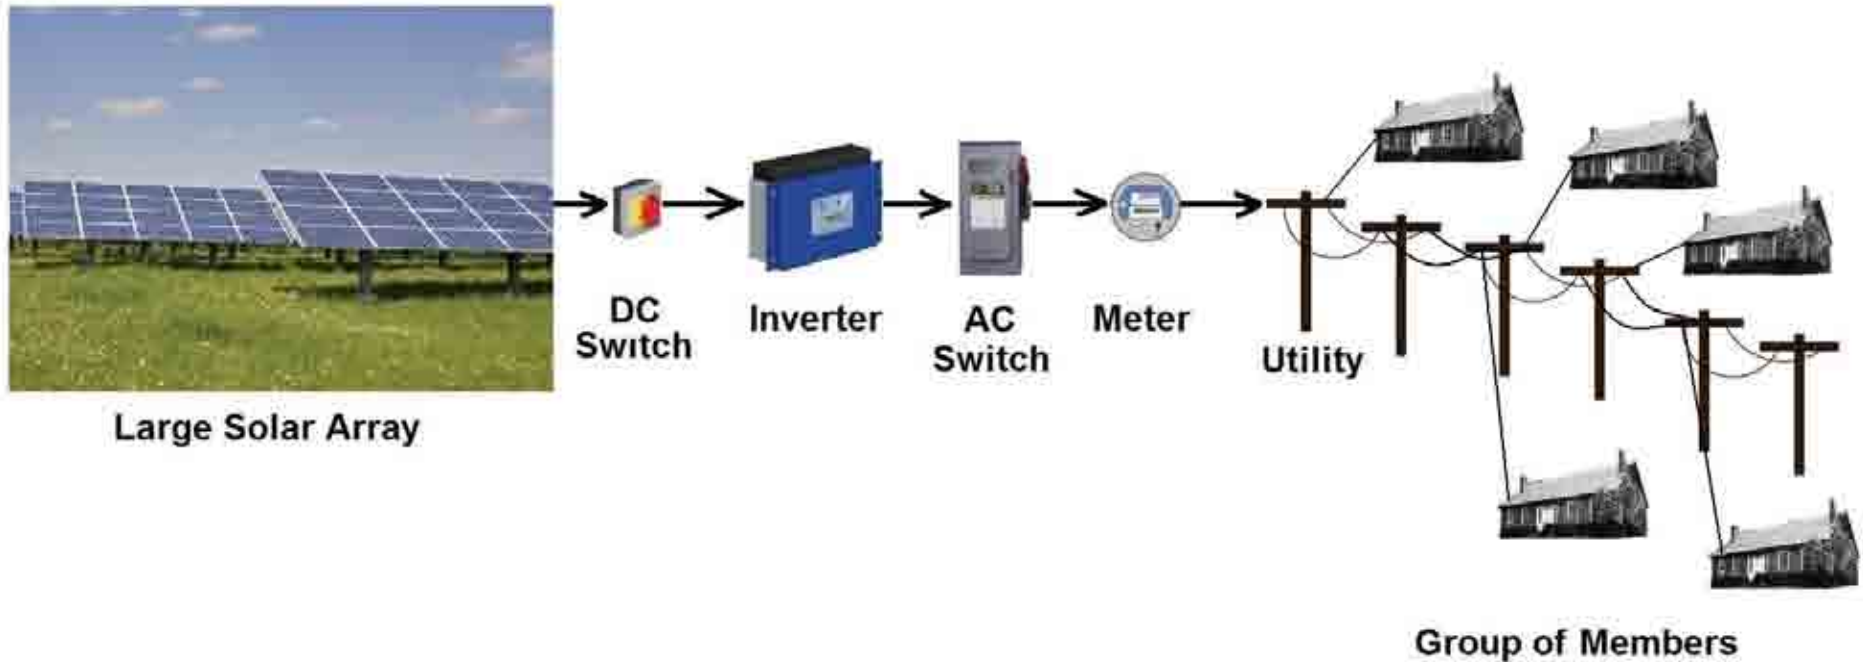 Large Solar Array
DC
Switch
Inverter
AC
Switch
Meter
Utility
Group of Members